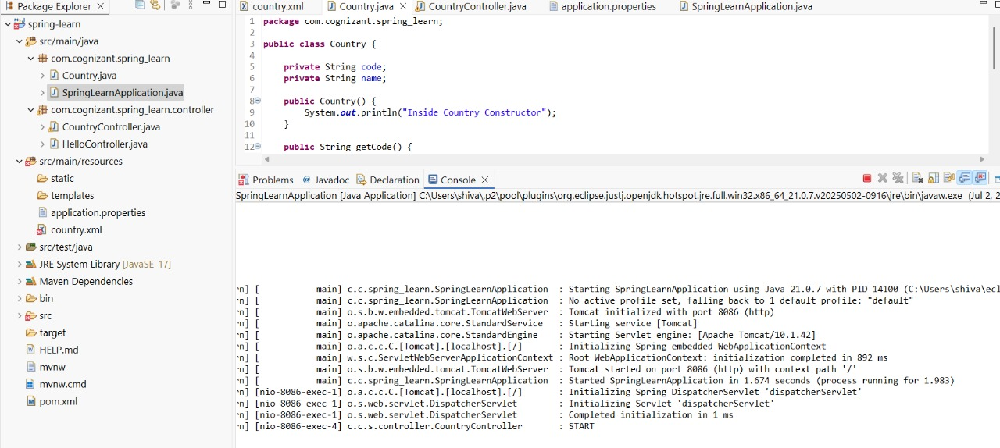 Package Explorer
spring-learn
src/main/java
com.cognizant.spring_learn
Country.java
SpringLearnApplication.java
com.cognizant.spring_learn.controller
CountryController.java
HelloController.java
src/main/resources
static
templates
application.properties
country.xml
src/test/java
JRE System Library [JavaSE-17]
Maven Dependencies
bin
src
target
HELP.md
mvnw
mvnw.cmd
pom.xml
country.xml Country.java CountryController.java application.properties SpringLearnApplication.java
1 package com.cognizant.spring_learn;
2
3 public class Country {
4
5 private String code;
6 private String name;
7
8 public Country() {
9 System.out.println("Inside Country Constructor");
10 }
11
12 public String getCode() {
Problems @ Javadoc Declaration Console
SpringLearnApplication [Java Application] C:\Users\shiva\.p2\pool\plugins\org.eclipse.justj.openjdk.hotspot.jre.full.win32.x86_64_21.0.7.v20250502-0916\jre\bin\javaw.exe (Jul 2, 2
rn] [ main] c.c.spring_learn.SpringLearnApplication : Starting SpringLearnApplication using Java 21.0.7 with PID 14100 (C:\Users\shiva\ecl
rn] [ main] c.c.spring_learn.SpringLearnApplication : No active profile set, falling back to 1 default profile: "default"
rn] [ main] o.s.b.w.embedded.tomcat.TomcatWebServer : Tomcat initialized with port 8086 (http)
rn] [ main] o.apache.catalina.core.StandardService : Starting service [Tomcat]
rn] [ main] o.apache.catalina.core.StandardEngine : Starting Servlet engine: [Apache Tomcat/10.1.42]
rn] [ main] o.a.c.c.C.[Tomcat].[localhost].[/] : Initializing Spring embedded WebApplicationContext
rn] [ main] w.s.c.ServletWebServerApplicationContext : Root WebApplicationContext: initialization completed in 892 ms
rn] [ main] o.s.b.w.embedded.tomcat.TomcatWebServer : Tomcat started on port 8086 (http) with context path '/'
rn] [ main] c.c.spring_learn.SpringLearnApplication : Started SpringLearnApplication in 1.674 seconds (process running for 1.983)
rn] [nio-8086-exec-1] o.a.c.c.C.[Tomcat].[localhost].[/] : Initializing Spring DispatcherServlet 'dispatcherServlet'
rn] [nio-8086-exec-1] o.s.web.servlet.DispatcherServlet : Initializing Servlet 'dispatcherServlet'
rn] [nio-8086-exec-1] o.s.web.servlet.DispatcherServlet : Completed initialization in 1 ms
rn] [nio-8086-exec-4] c.c.s.controller.CountryController : START